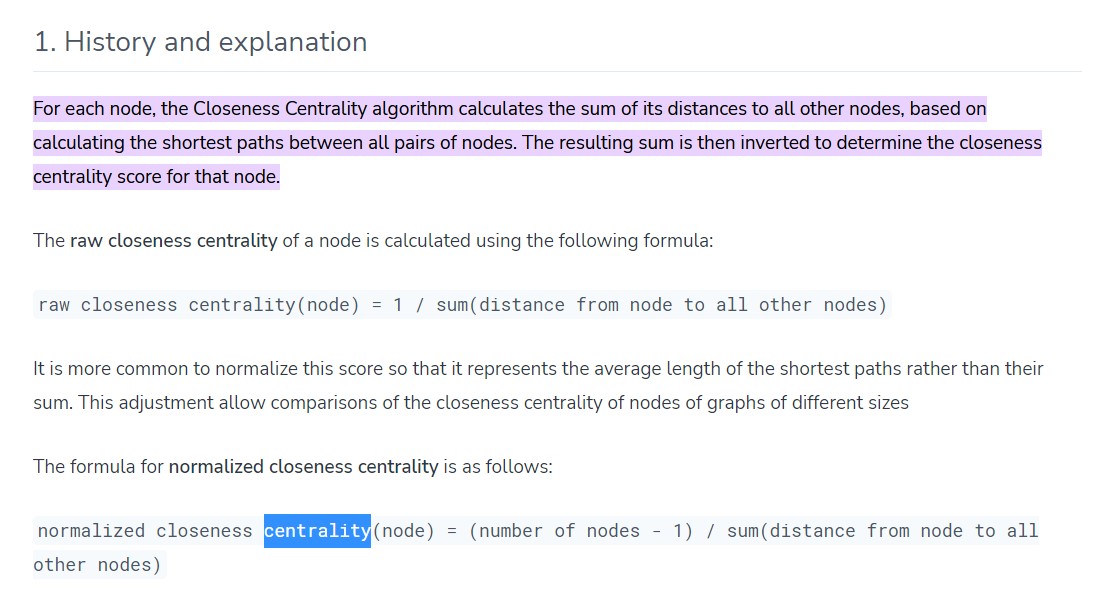 1. History and explanation
For each node, the Closeness Centrality algorithm calculates the sum of its distances to all other nodes, based on
calculating the shortest paths between all pairs of nodes. The resulting sum is then inverted to determine the closeness
centrality score for that node.
The raw closeness centrality of a node is calculated using the following formula:
raw closeness centrality(node) = 1 / sum(distance from node to all other nodes)
It is more common to normalize this score so that it represents the average length of the shortest paths rather than their
sum. This adjustment allow comparisons of the closeness centrality of nodes of graphs of different sizes
The formula for normalized closeness centrality is as follows:
normalized closeness centrality(node) = (number of nodes - 1) / sum(distance from node to all
other nodes)